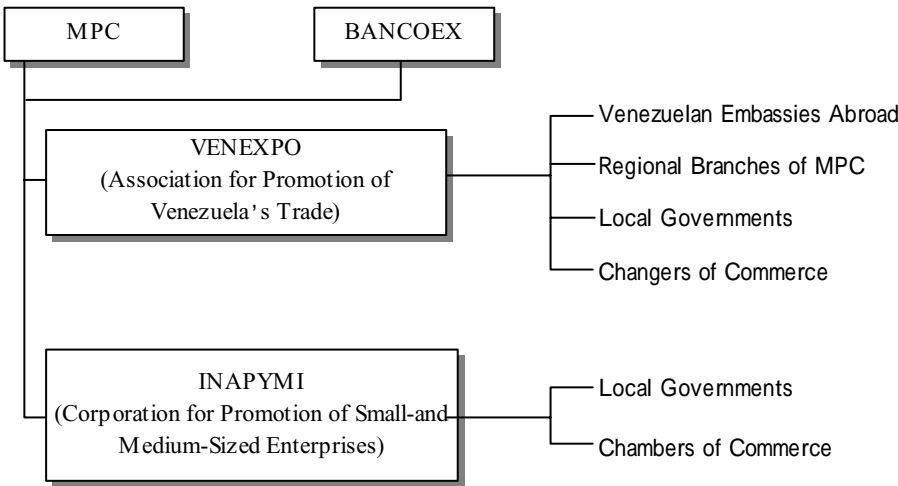 MPC
BANCOEX
VENEXPO
(Association for Promotion of
Venezuela's Trade)
Venezuelan Embassies Abroad
Regional Branches of MPC
Local Governments
Changers of Commerce
INAPYMI
(Corporation for Promotion of Small-and
Medium-Sized Enterprises)
Local Governments
Chambers of Commerce